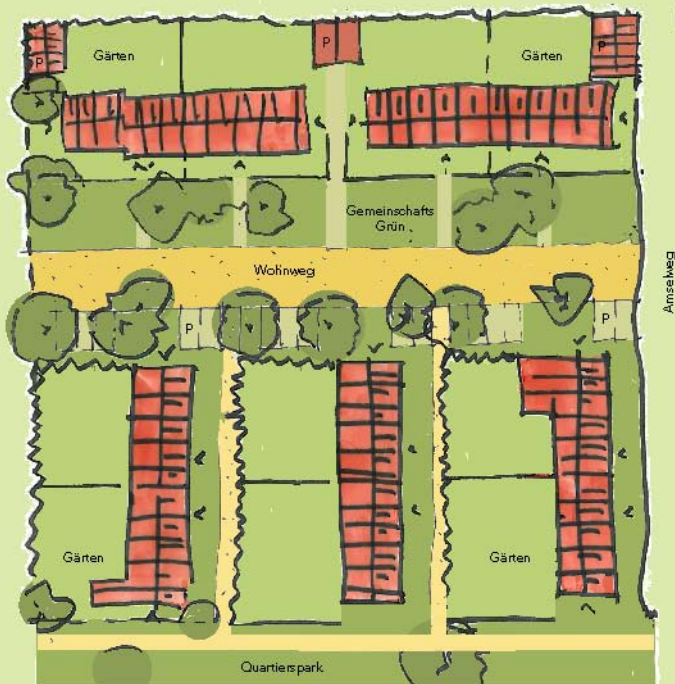 P
Gärten
P
Gärten
P
Gemeinschafts
Grün
Wohnweg
Amselweg
P
P
Gärten
Gärten
Quartierspark